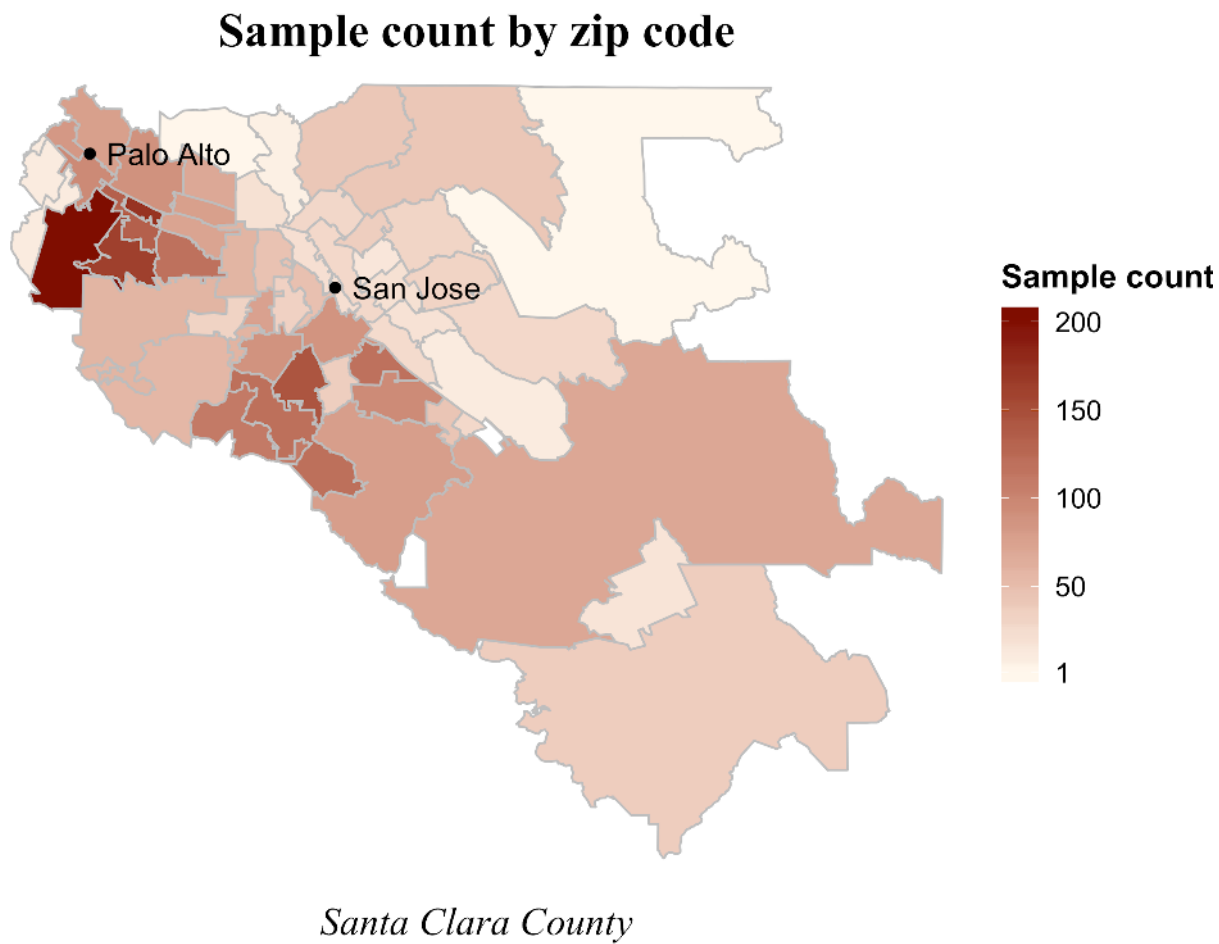 Sample count by zip code
Palo Alto
San Jose
Sample count
200
150
100
50
1
Santa Clara County